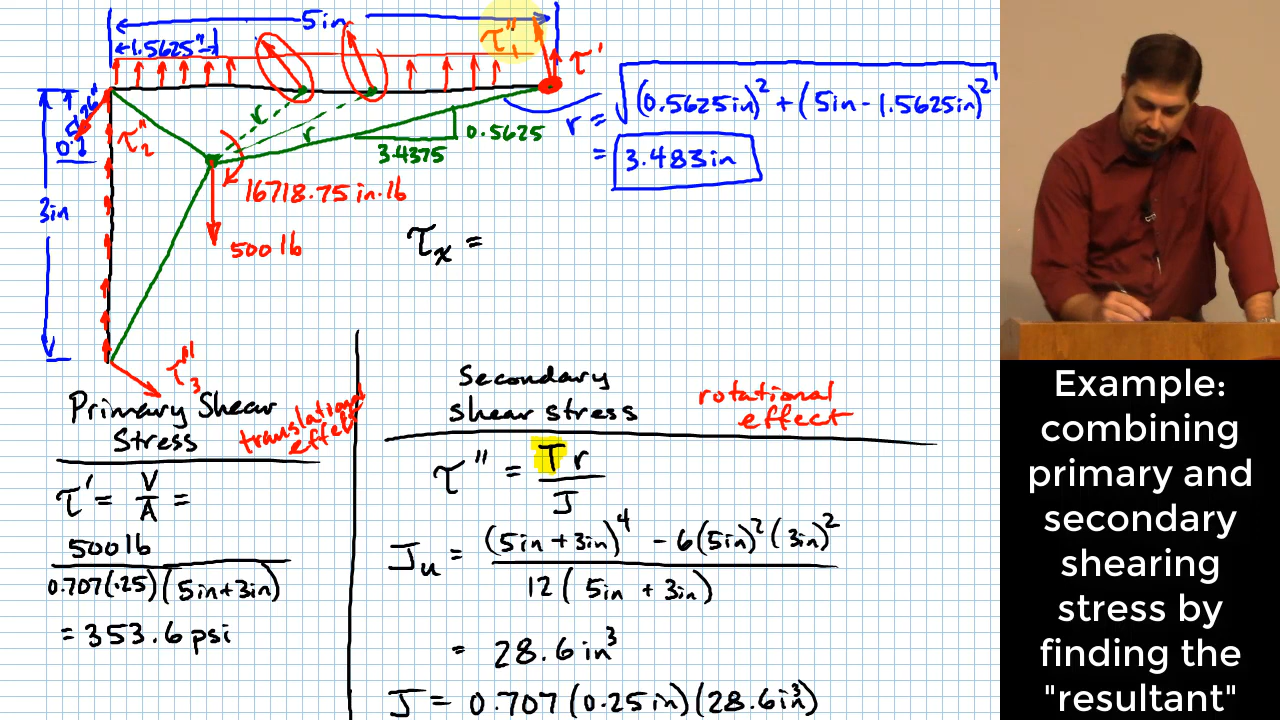 5in
1.5625"
τ₁"
τ'
r = √((0.5625in)² + (5in - 1.5625in)²
= 3.483in
r
r
0.5625
3.4375
τ₂"
3in
16718.75 in·lb
500 lb
τx =
τ₃"
Primary Shear
Stress
translational
effect
τ' = V/A =
500 lb
0.707(.25)(5in+3in)
= 353.6 psi
Secondary
shear stress
rotational
effect
τ" = Tr/J
Ju = (5in + 3in)⁴ - 6(5in)²(3in)²
12(5in + 3in)
= 28.6in³
J = 0.707(0.25in)(28.6in³)
Example:
combining
primary and
secondary
shearing
stress by
finding the
"resultant"